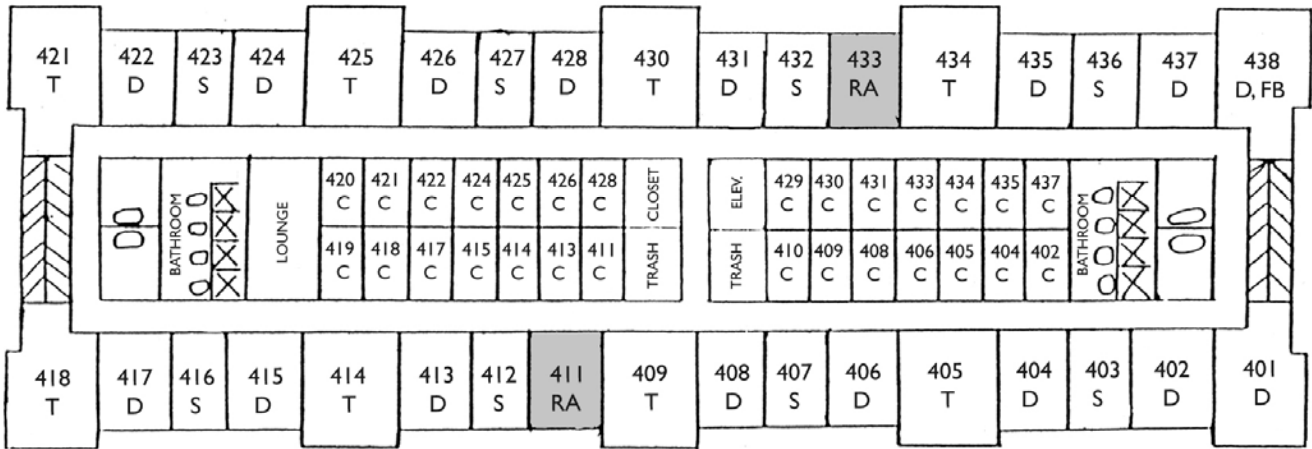 421 422 423 424 425 426 427 428 430 431 432 433 434 435 436 437 438
T D S D T D S D T D S RA T D S D D, FB
420 421 422 424 425 426 428 CLOSET ELEV. 429 430 431 433 434 435 437
C C C C C C C C C C C C C C
BATHROOM LOUNGE BATHROOM
419 418 417 415 414 413 411 TRASH TRASH 410 409 408 406 405 404 402
C C C C C C C C C C C C C C
418 417 416 415 414 413 412 411 409 408 407 406 405 404 403 402 401
T D S D T D S RA T D S D T D S D D